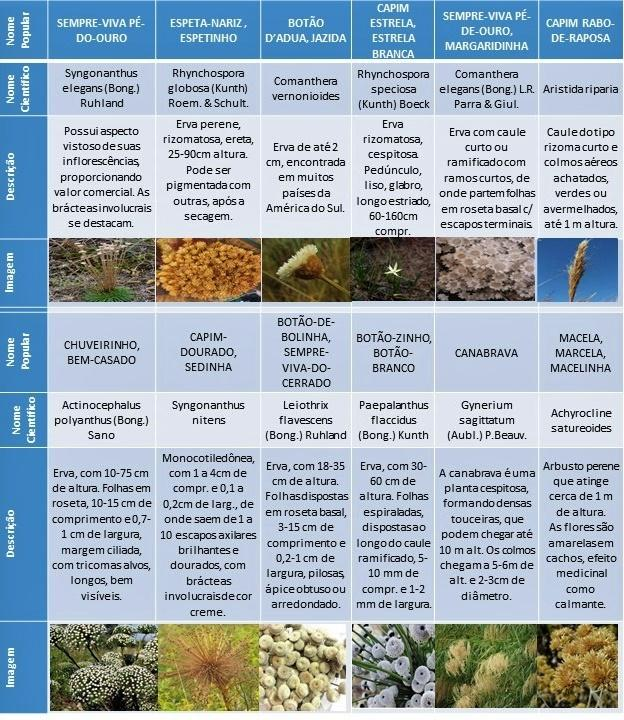 Nome Popular
SEMPRE-VIVA PÉ-
DO-OURO
ESPETA-NARIZ ,
ESPETINHO
BOTÃO
D'ADUA, JAZIDA
CAPIM
ESTRELA,
ESTRELA
BRANCA
SEMPRE-VIVA PÉ-
DE-OURO,
MARGARIDINHA
CAPIM RABO-
DE-RAPOSA
Nome Científico
Syngonanthus
elegans (Bong.)
Ruhland
Rhynchospora
globosa (Kunth)
Roem. & Schult.
Comanthera
vernonioides
Rhynchospora
speciosa
(Kunth) Boeck
Comanthera
elegans (Bong.) L.R.
Parra & Giul.
Aristida riparia
Descrição
Possui aspecto
vistoso de suas
inflorescências,
proporcionando
valor comercial. As
brácteas involucrais
se destacam.
Erva perene,
rizomatosa, ereta,
25-90cm altura.
Pode ser
pigmentada com
outras, após a
secagem.
Erva de até 2
cm, encontrada
em muitos
países da
América do Sul.
Erva
rizomatosa,
cespitosa.
Pedúnculo,
liso, glabro,
longo estriado,
60-160cm
compr.
Erva com caule
curto ou
ramificado com
ramos curtos, de
onde partem folhas
em roseta basal c/
escapos terminais.
Caule do tipo
rizoma curto e
colmos aéreos
achatados,
verdes ou
avermelhados,
até 1 m altura.
Imagem
Nome Popular
CHUVEIRINHO,
BEM-CASADO
CAPIM-
DOURADO,
SEDINHA
BOTÃO-DE-
BOLINHA,
SEMPRE-
VIVA-DO-
CERRADO
BOTÃO-ZINHO,
BOTÃO-
BRANCO
CANABRAVA
MACELA,
MARCELA,
MACELINHA
Nome Científico
Actinocephalus
polyanthus (Bong.)
Sano
Syngonanthus
nitens
Leiothrix
flavescens
(Bong.) Ruhland
Paepalanthus
flaccidus
(Bong.) Kunth
Gynerium
sagittatum
(Aubl.) P.Beauv.
Achyrocline
satureoides
Descrição
Erva, com 10-75 cm
de altura. Folhas em
roseta, 10-15 cm de
comprimento e 0,7-
1 cm de largura,
margem ciliada,
com tricomas alvos,
longos, bem
visíveis.
Monocotiledônea,
com 1 a 4cm de
compr. e 0,1 a
0,2cm de larg., de
onde saem de 1 a
10 escapos axilares
brilhantes e
dourados, com
brácteas
involucrais de cor
creme.
Erva, com 18-35
cm de altura.
Folhas dispostas
em roseta basal,
3-15 cm de
comprimento e
0,2-1 cm de
largura, pilosas,
ápice obtuso ou
arredondado.
Erva, com 30-
60 cm de
altura. Folhas
espiraladas,
dispostas ao
longo do caule
ramificado, 5-
10 mm de
compr. e 1-2
mm de largura.
A canabrava é uma
planta cespitosa,
formando densas
touceiras, que
podem chegar até
10 m alt. Os colmos
chegam a 5-6m de
alt. e 2-3cm de
diâmetro.
Arbusto perene
que atinge
cerca de 1 m
de altura.
As flores são
amarelas em
cachos, efeito
medicinal
como
calmante.
Imagem